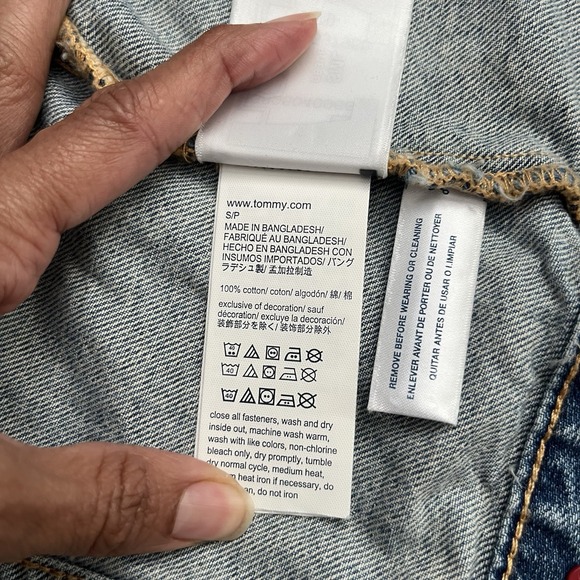 www.tommy.com
S/P
MADE IN BANGLADESH/
FABRIQUÉ AU BANGLADESH/
HECHO EN BANGLADESH CON
INSUMOS IMPORTADOS/ バング
ラデシュ製/ 孟加拉制造
100% cotton/ coton/ algodón/ 綿/ 棉
exclusive of decoration/ sauf
décoration/ excluye la decoración/
装飾部分を除く/ 装饰部分除外
40
40
40
close all fasteners, wash and dry
inside out, machine wash warm,
wash with like colors, non-chlorine
bleach only, dry promptly, tumble
dry normal cycle, medium heat,
heat iron if necessary, do
an, do not iron
REMOVE BEFORE WEARING OR CLEANING
ENLEVER AVANT DE PORTER OU DE NETTOYER
QUITAR ANTES DE USAR O LIMPIAR